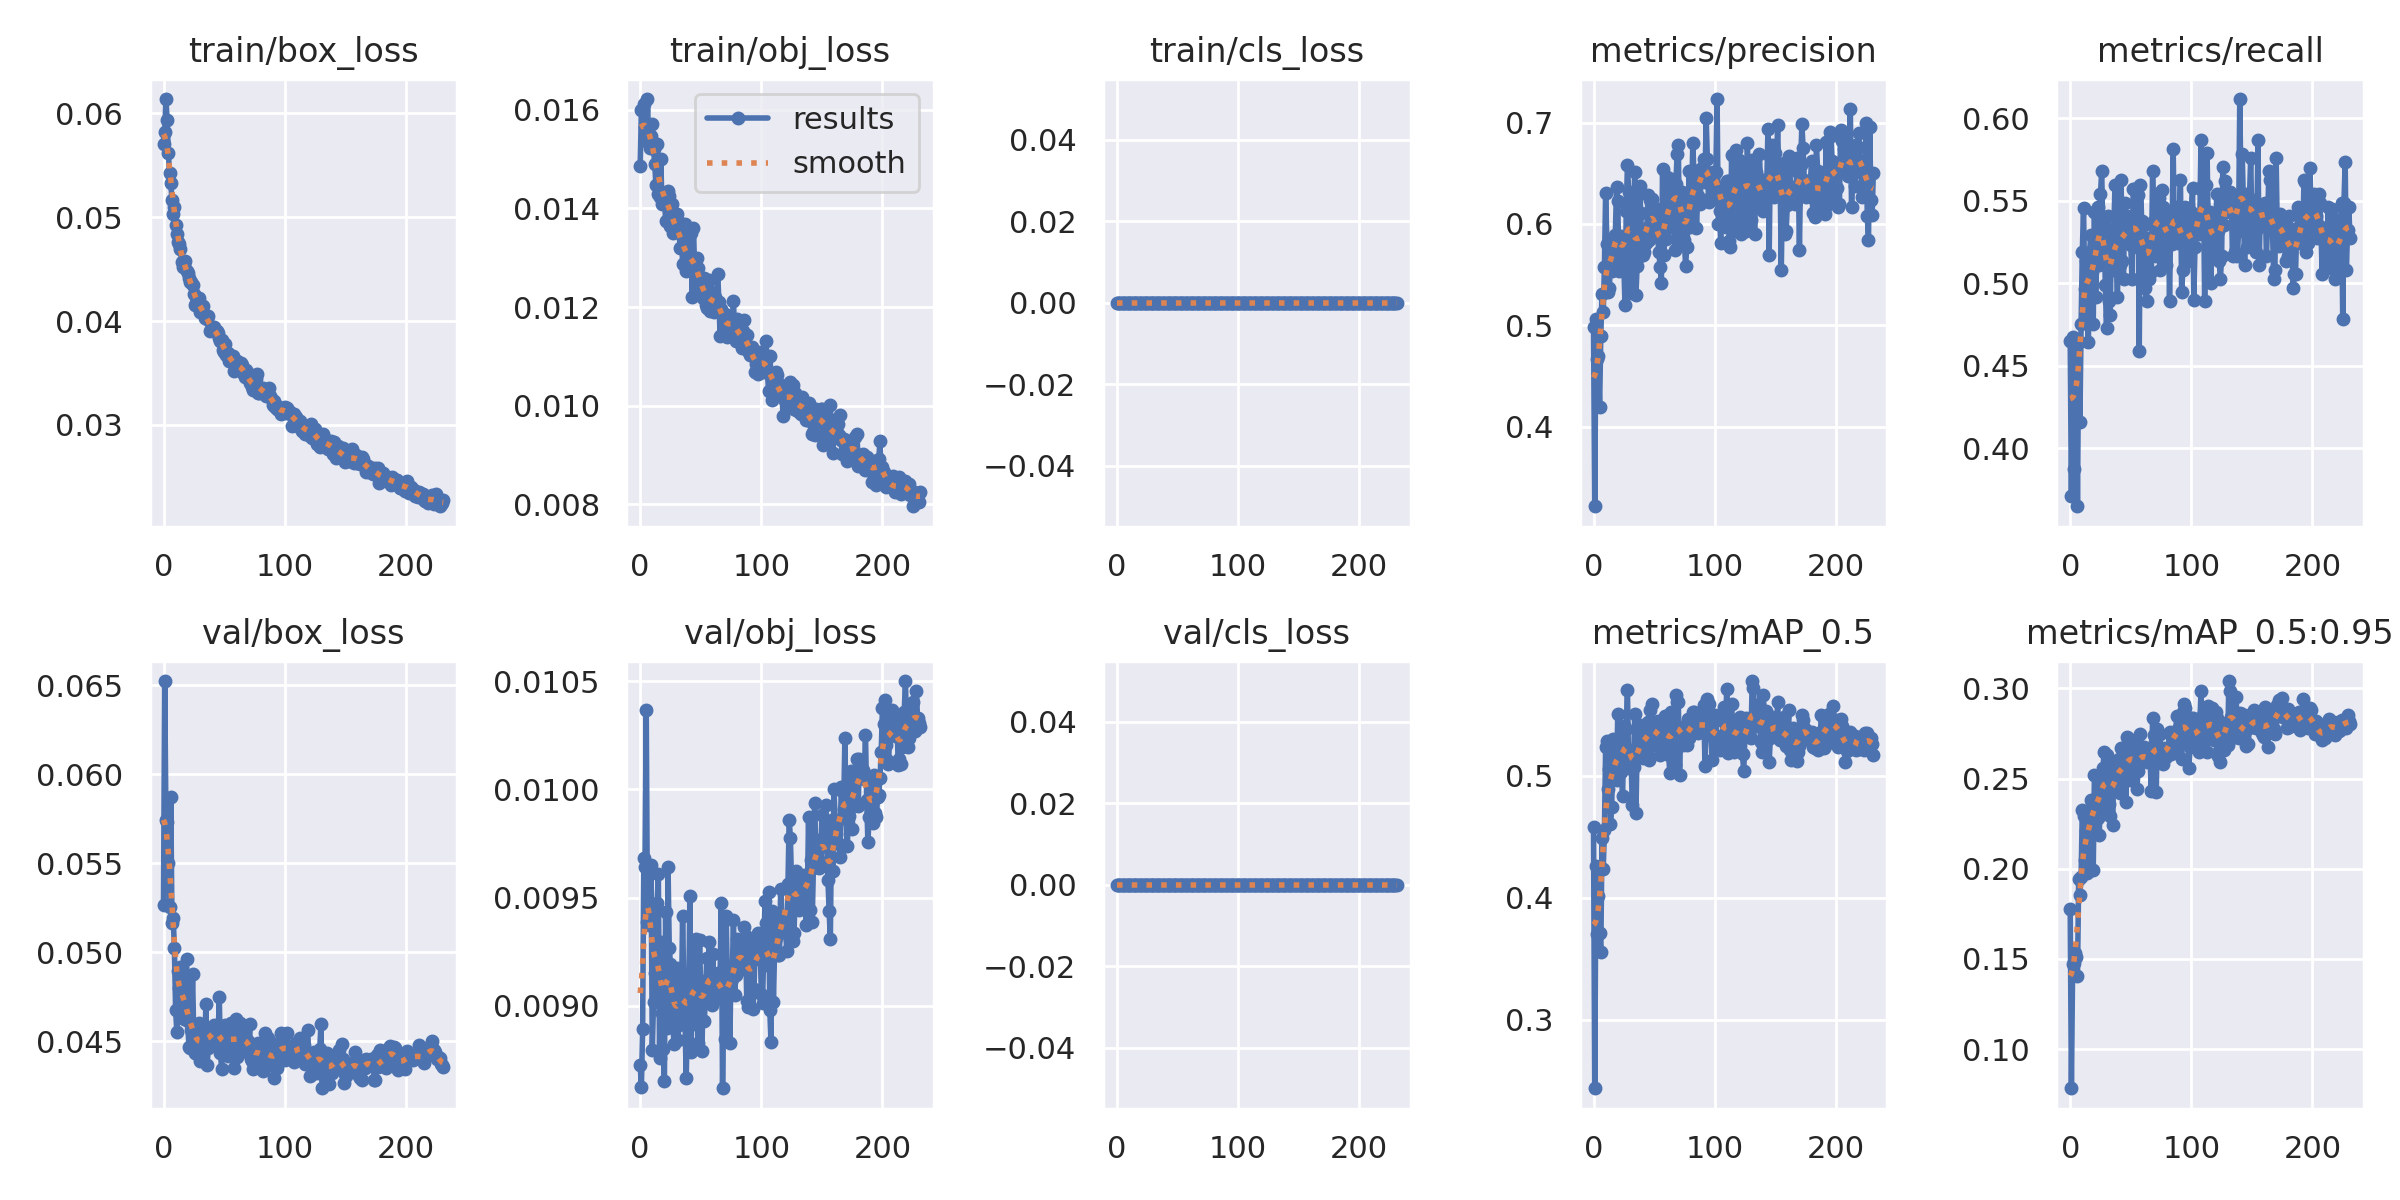 train/box_loss
0.06
0.05
0.04
0.03
0 100 200
train/obj_loss
results
smooth
0.016
0.014
0.012
0.010
0.008
0 100 200
train/cls_loss
0.04
0.02
0.00
−0.02
−0.04
0 100 200
metrics/precision
0.7
0.6
0.5
0.4
0 100 200
metrics/recall
0.60
0.55
0.50
0.45
0.40
0 100 200
val/box_loss
0.065
0.060
0.055
0.050
0.045
0 100 200
val/obj_loss
0.0105
0.0100
0.0095
0.0090
0 100 200
val/cls_loss
0.04
0.02
0.00
−0.02
−0.04
0 100 200
metrics/mAP_0.5
0.5
0.4
0.3
0 100 200
metrics/mAP_0.5:0.95
0.30
0.25
0.20
0.15
0.10
0 100 200